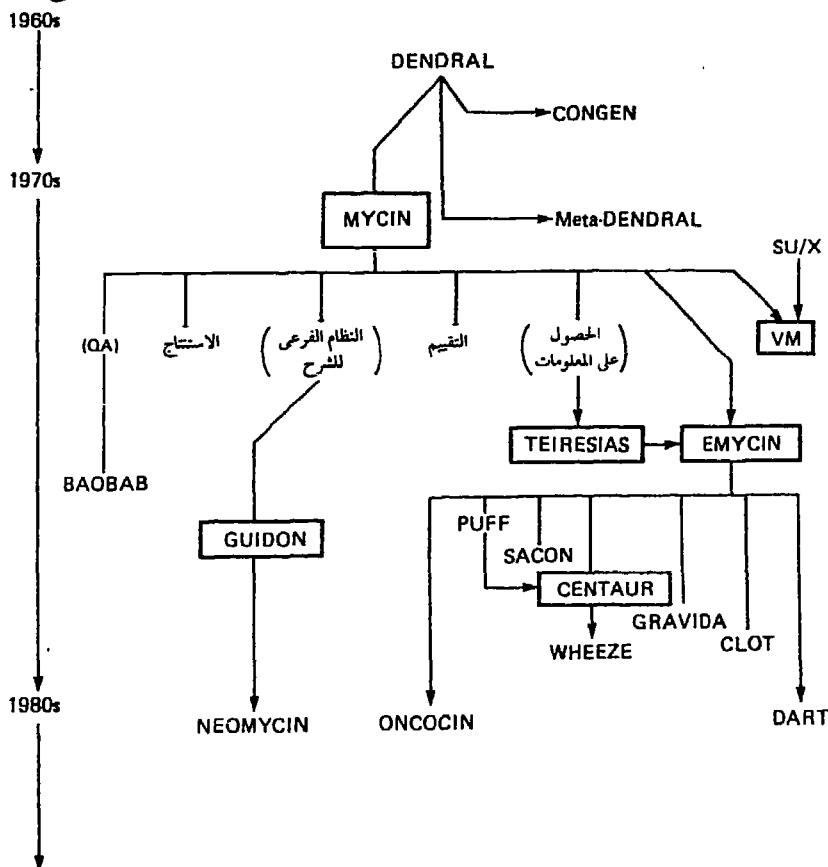 1960s
DENDRAL
CONGEN
1970s
MYCIN
Meta-DENDRAL
SU/X
VM
(QA)
الاستنتاج
(النظام الفرعى
للشرح)
التقييم
(الحصول
على المعلومات)
TEIRESIAS
EMYCIN
BAOBAB
GUIDON
PUFF
SACON
CENTAUR
GRAVIDA
CLOT
WHEEZE
1980s
NEOMYCIN
ONCOCIN
DART